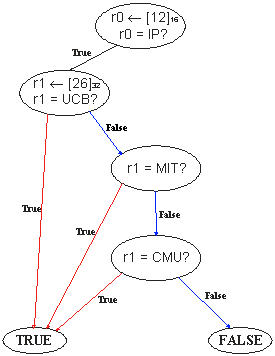 r0 ← [12]₁₆
r0 = IP?
True
r1 ← [26]₃₂
r1 = UCB?
False
r1 = MIT?
True
True
False
r1 = CMU?
True
False
TRUE
FALSE